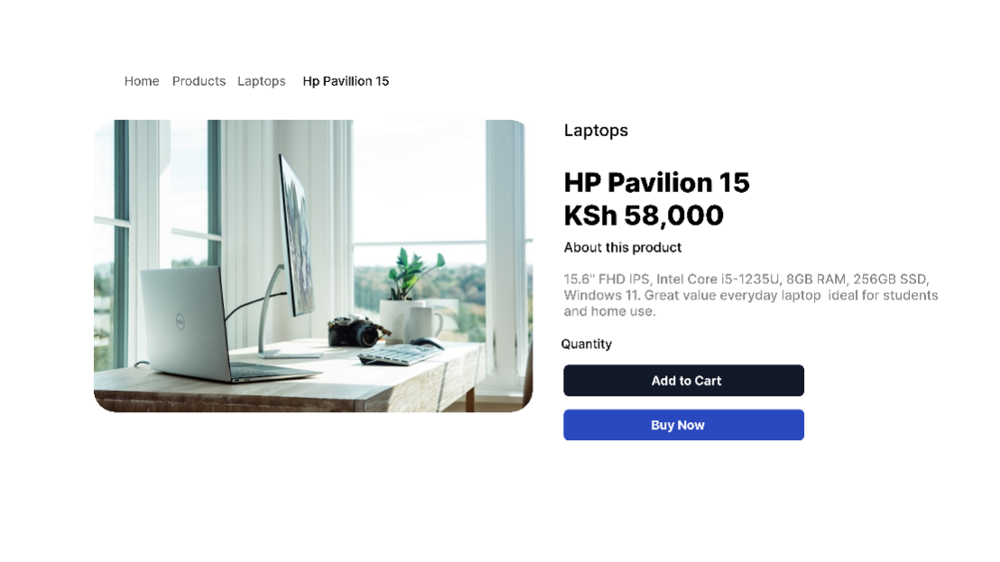 Home Products Laptops Hp Pavillion 15
Laptops
HP Pavilion 15
KSh 58,000
About this product
15.6" FHD IPS, Intel Core i5-1235U, 8GB RAM, 256GB SSD,
Windows 11. Great value everyday laptop  ideal for students
and home use.
Quantity
Add to Cart
Buy Now